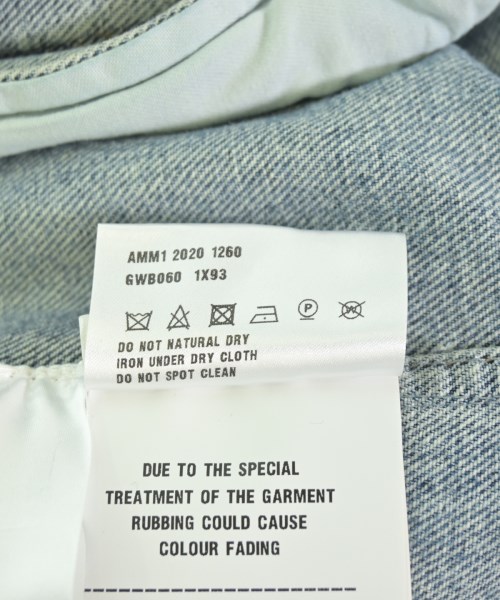 AMM1 2020 1260
GWB060 1X93
P
W
DO NOT NATURAL DRY
IRON UNDER DRY CLOTH
DO NOT SPOT CLEAN
DUE TO THE SPECIAL
TREATMENT OF THE GARMENT
RUBBING COULD CAUSE
COLOUR FADING